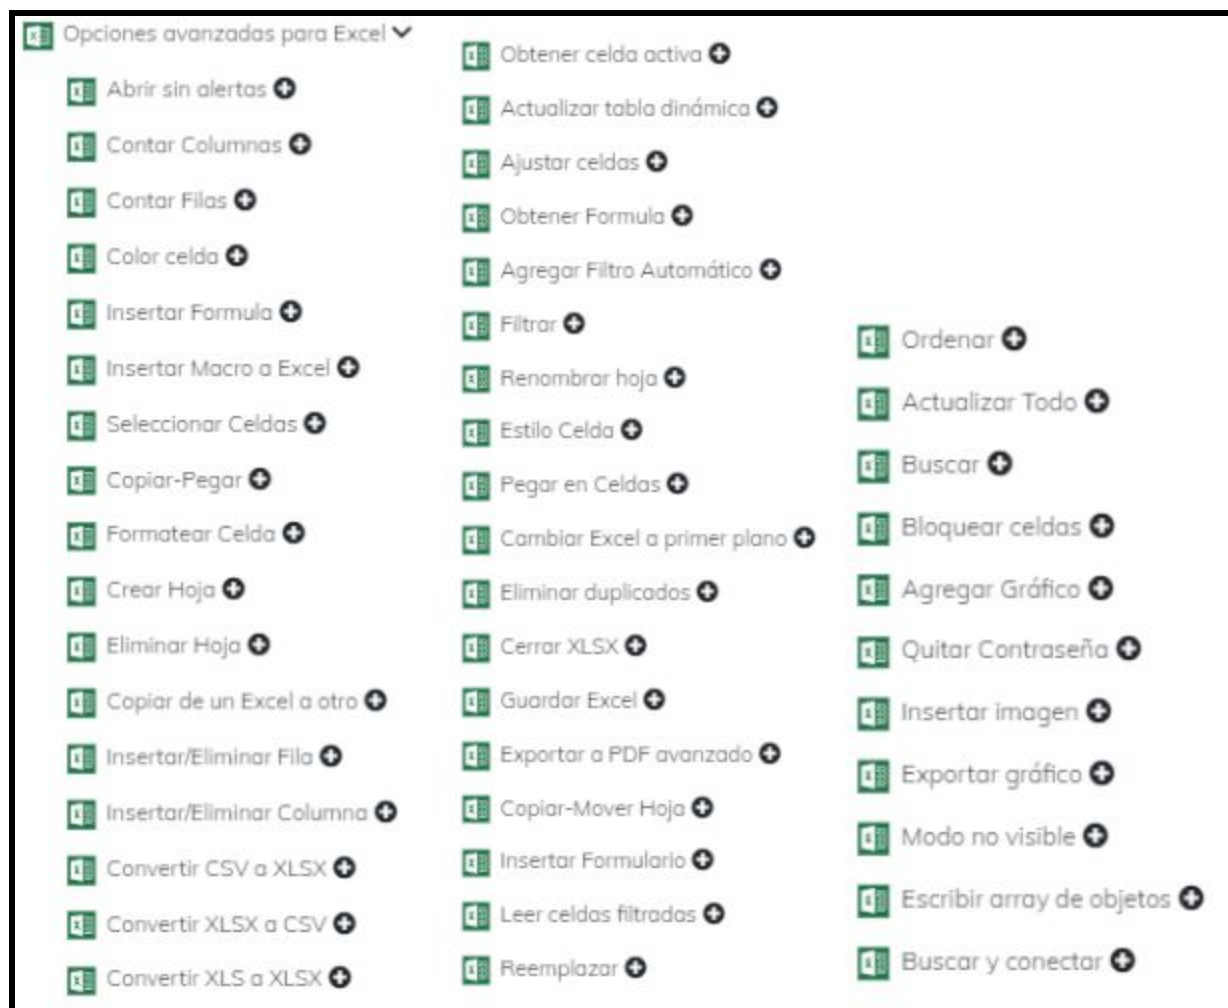 Opciones avanzadas para Excel
Abrir sin alertas
Contar Columnas
Contar Filas
Color celda
Insertar Formula
Insertar Macro a Excel
Seleccionar Celdas
Copiar-Pegar
Formatear Celda
Crear Hoja
Eliminar Hoja
Copiar de un Excel a otro
Insertar/Eliminar Fila
Insertar/Eliminar Columna
Convertir CSV a XLSX
Convertir XLSX a CSV
Convertir XLS a XLSX
Obtener celda activa
Actualizar tabla dinámica
Ajustar celdas
Obtener Formula
Agregar Filtro Automático
Filtrar
Renombrar hoja
Estilo Celda
Pegar en Celdas
Cambiar Excel a primer plano
Eliminar duplicados
Cerrar XLSX
Guardar Excel
Exportar a PDF avanzado
Copiar-Mover Hoja
Insertar Formulario
Leer celdas filtradas
Reemplazar
Ordenar
Actualizar Todo
Buscar
Bloquear celdas
Agregar Gráfico
Quitar Contraseña
Insertar imagen
Exportar gráfico
Modo no visible
Escribir array de objetos
Buscar y conectar